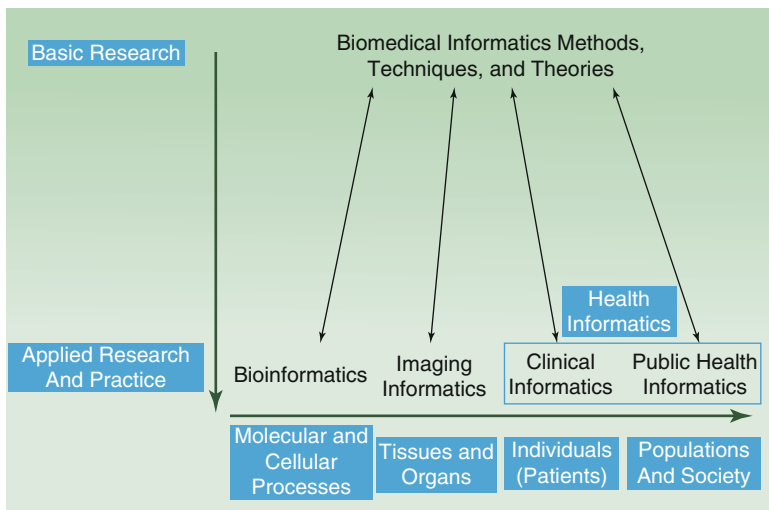 Basic Research
Biomedical Informatics Methods,
Techniques, and Theories
Health
Informatics
Applied Research
And Practice
Bioinformatics
Imaging
Informatics
Clinical
Informatics
Public Health
Informatics
Molecular and
Cellular
Processes
Tissues and
Organs
Individuals
(Patients)
Populations
And Society